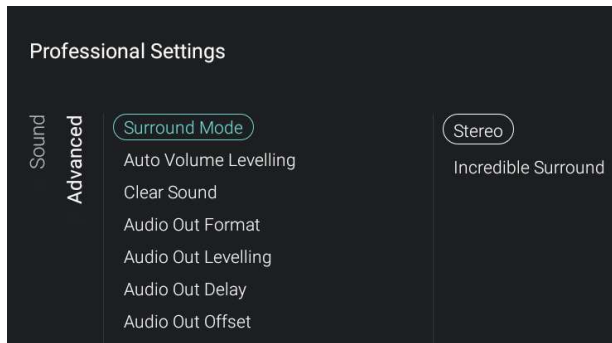 Professional Settings
Sound
Advanced
Surround Mode
Auto Volume Levelling
Clear Sound
Audio Out Format
Audio Out Levelling
Audio Out Delay
Audio Out Offset
Stereo
Incredible Surround